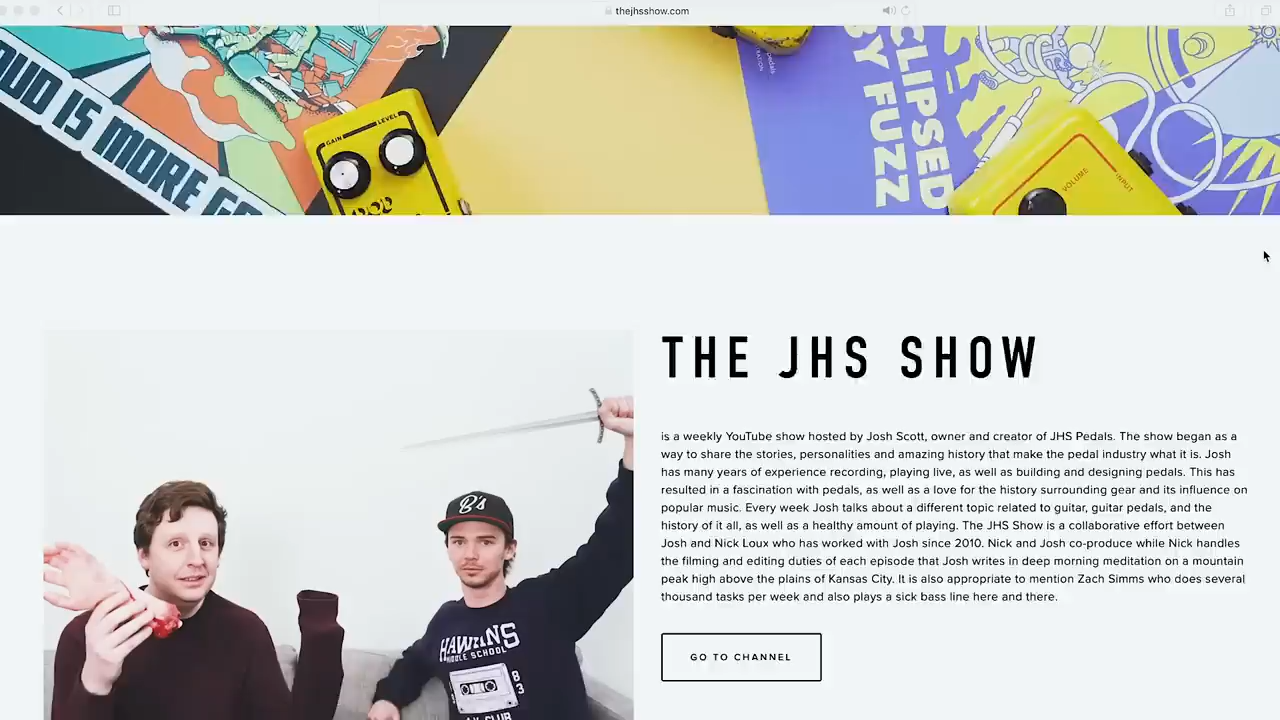 thejhsshow.com
OUD IS MORE
GAIN
LEVEL
CLIPSED
BY FUZZ
VOLUME
INPUT
THE JHS SHOW
is a weekly YouTube show hosted by Josh Scott, owner and creator of JHS Pedals. The show began as a
way to share the stories, personalities and amazing history that make the pedal industry what it is. Josh
has many years of experience recording, playing live, as well as building and designing pedals. This has
resulted in a fascination with pedals, as well as a love for the history surrounding gear and its influence on
popular music. Every week Josh talks about a different topic related to guitar, guitar pedals, and the
history of it all, as well as a healthy amount of playing. The JHS Show is a collaborative effort between
Josh and Nick Loux who has worked with Josh since 2010. Nick and Josh co-produce while Nick handles
the filming and editing duties of each episode that Josh writes in deep morning meditation on a mountain
peak high above the plains of Kansas City. It is also appropriate to mention Zach Simms who does several
thousand tasks per week and also plays a sick bass line here and there.
B's
HAWKINS
MIDDLE SCHOOL
8
3
CLUB
GO TO CHANNEL